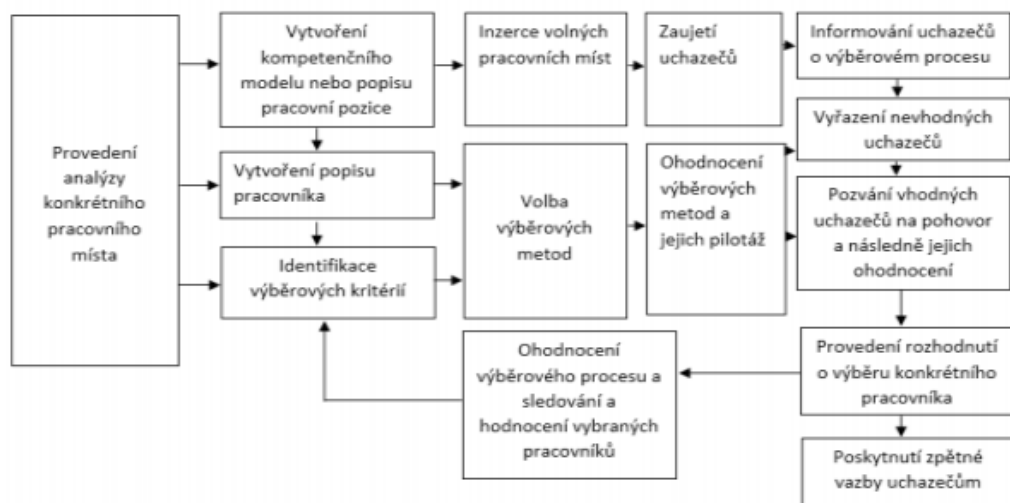 Provedení
analýzy
konkrétního
pracovního
místa
Vytvoření
kompetenčního
modelu nebo popisu
pracovní pozice
Inzerce volných
pracovních míst
Zaujetí
uchazečů
Informování uchazečů
o výběrovém procesu
Vyřazení nevhodných
uchazečů
Vytvoření popisu
pracovníka
Volba
výběrových
metod
Ohodnocení
výběrových
metod a
jejich pilotáž
Pozvání vhodných
uchazečů na pohovor
a následně jejich
ohodnocení
Identifikace
výběrových kritérií
Ohodnocení
výběrového procesu a
sledování a
hodnocení vybraných
pracovníků
Provedení rozhodnutí
o výběru konkrétního
pracovníka
Poskytnutí zpětné
vazby uchazečům